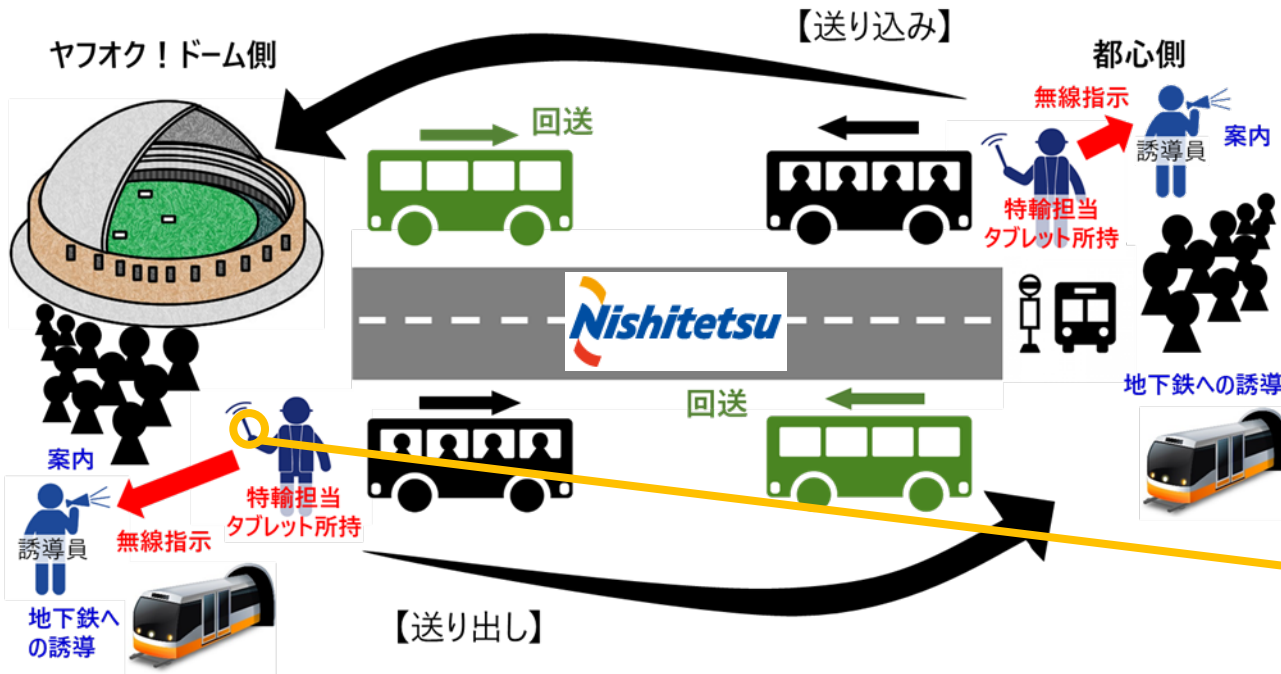 【送り込み】
ヤフオク！ドーム側
都心側
無線指示
回送
誘導員
案内
特輸担当
タブレット所持
Nishitetsu
地下鉄への誘導
回送
案内
特輸担当
タブレット所持
無線指示
誘導員
地下鉄へ
の誘導
【送り出し】